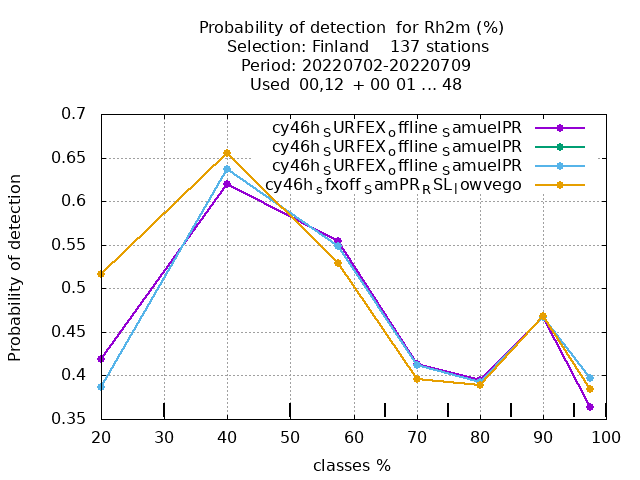 Probability of detection for Rh2m (%)
Selection: Finland 137 stations
Period: 20220702-20220709
Used 00,12 + 00 01 ... 48
cy46h_SURFEX_offline_SamuelPR
cy46h_SURFEX_offline_SamuelPR
cy46h_SURFEX_offline_SamuelPR
cy46h_sfxoff_SamPR_RSL_lowvego
Probability of detection
0.7
0.65
0.6
0.55
0.5
0.45
0.4
0.35
20 30 40 50 60 70 80 90 100
classes %